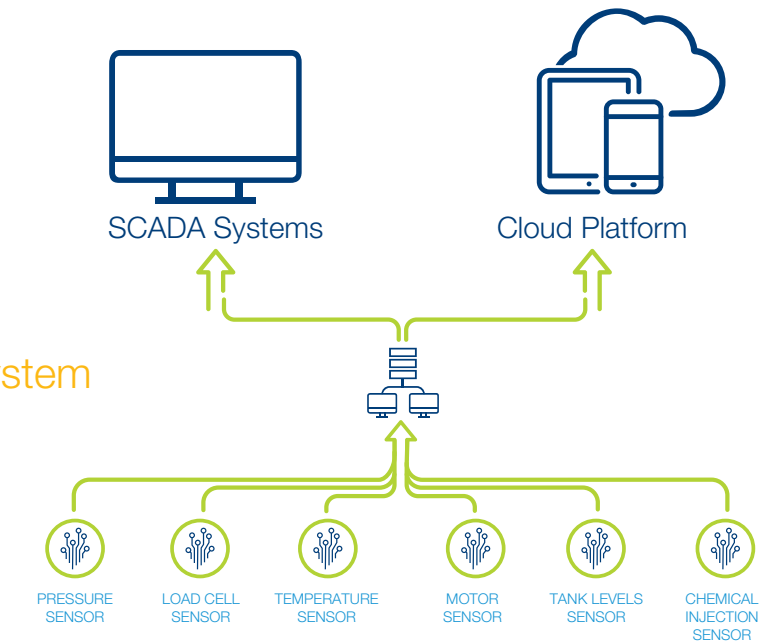 SCADA Systems
Cloud Platform
stem
PRESSURE
SENSOR
LOAD CELL
SENSOR
TEMPERATURE
SENSOR
MOTOR
SENSOR
TANK LEVELS
SENSOR
CHEMICAL
INJECTION
SENSOR